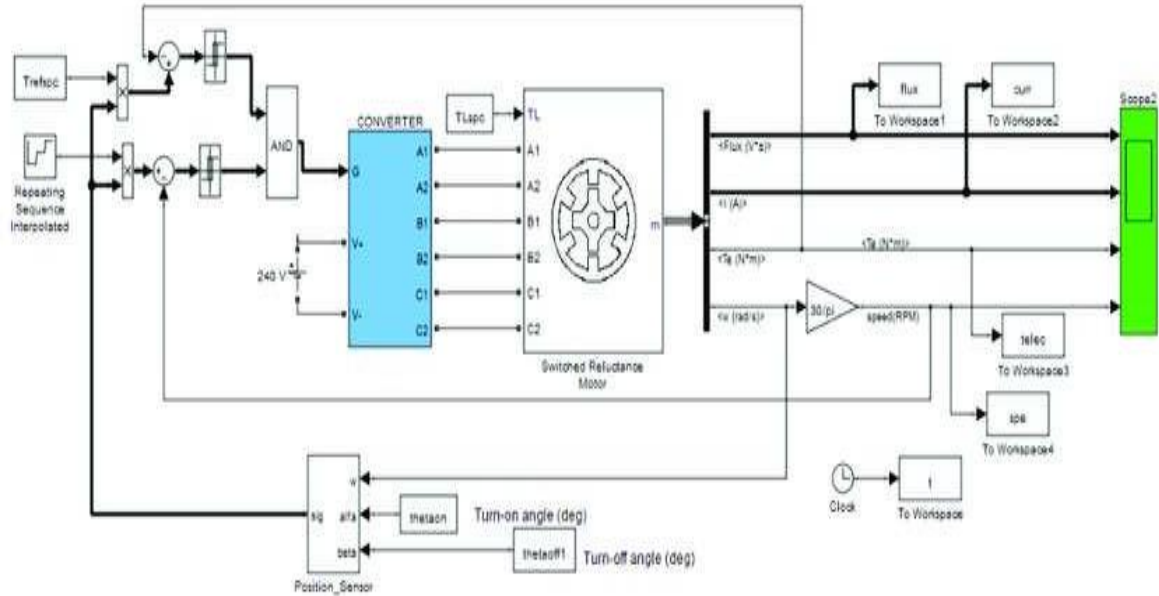 Trefspc
Repeating
Sequence
Interpolated
AND
CONVERTER
G
V+
V-
A1
A2
B1
B2
C1
C2
240 V
TLspc
TL
A1
A2
B1
B2
C1
C2
m
Switched Reluctance
Motor
<Flux (V*s)>
<I (A)>
<Te (N*m)>
<w (rad/s)>
<Te (N*m)>
30/pi
speed(RPM)
flux
To Workspace1
curr
To Workspace2
Scope2
telec
To Workspace3
spe
To Workspace4
Clock
t
To Workspace
w
sig
alfa
beta
Position_Sensor
thetaon
Turn-on angle (deg)
thetaoff1
Turn-off angle (deg)